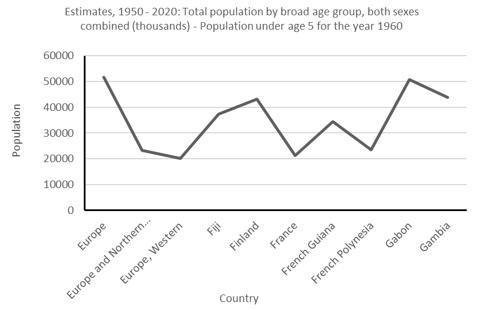 Estimates, 1950 - 2020: Total population by broad age group, both sexes
combined (thousands) - Population under age 5 for the year 1960
60000
50000
40000
30000
20000
10000
0
Population
Europe
Europe and Northern...
Europe, Western
Fiji
Finland
France
French Guiana
French Polynesia
Gabon
Gambia
Country